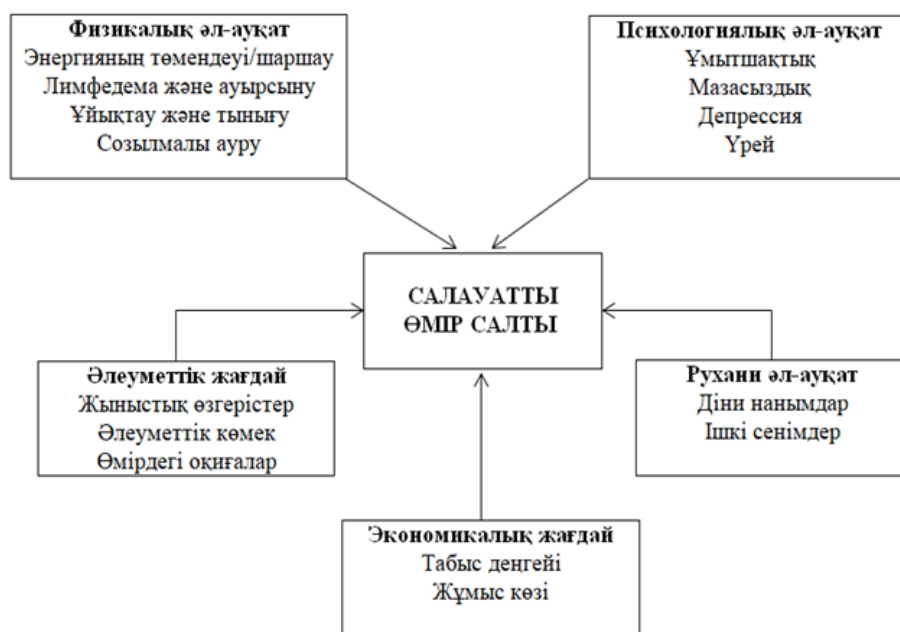 Физикалық әл-ауқат
Энергияның төмендеуі/шаршау
Лимфедема және ауырсыну
Ұйықтау және тынығу
Созылмалы ауру
Психологиялық әл-ауқат
Ұмытшақтық
Мазасыздық
Депрессия
Үрей
САЛАУАТТЫ
ӨМІР САЛТЫ
Әлеуметтік жағдай
Жыныстық өзгерістер
Әлеуметтік көмек
Өмірдегі оқиғалар
Рухани әл-ауқат
Діни нанымдар
Ішкі сенімдер
Экономикалық жағдай
Табыс деңгейі
Жұмыс көзі